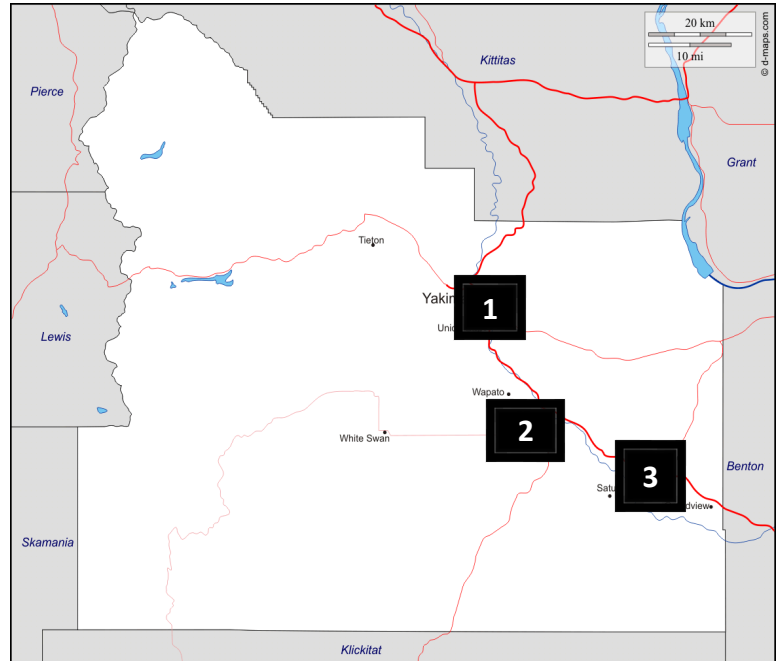 20 km
10 mi
© d-maps.com
Kittitas
Pierce
Grant
Tieton
Yakim
1
Unio
Lewis
Wapato
2
White Swan
3
Benton
Satu
dview
Skamania
Klickitat